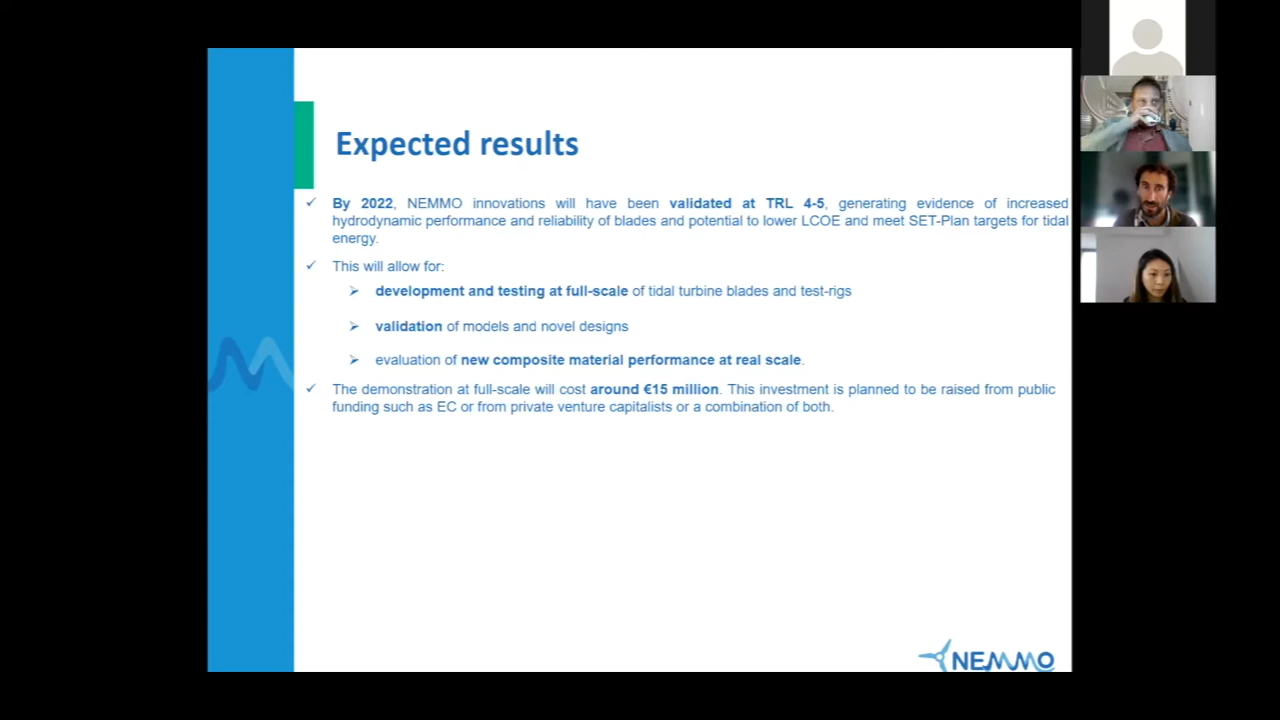 Expected results
✓ By 2022, NEMMO innovations will have been validated at TRL 4-5, generating evidence of increased
hydrodynamic performance and reliability of blades and potential to lower LCOE and meet SET-Plan targets for tidal
energy.
✓ This will allow for:
➢ development and testing at full-scale of tidal turbine blades and test-rigs
➢ validation of models and novel designs
➢ evaluation of new composite material performance at real scale.
✓ The demonstration at full-scale will cost around €15 million. This investment is planned to be raised from public
funding such as EC or from private venture capitalists or a combination of both.
NEMMO